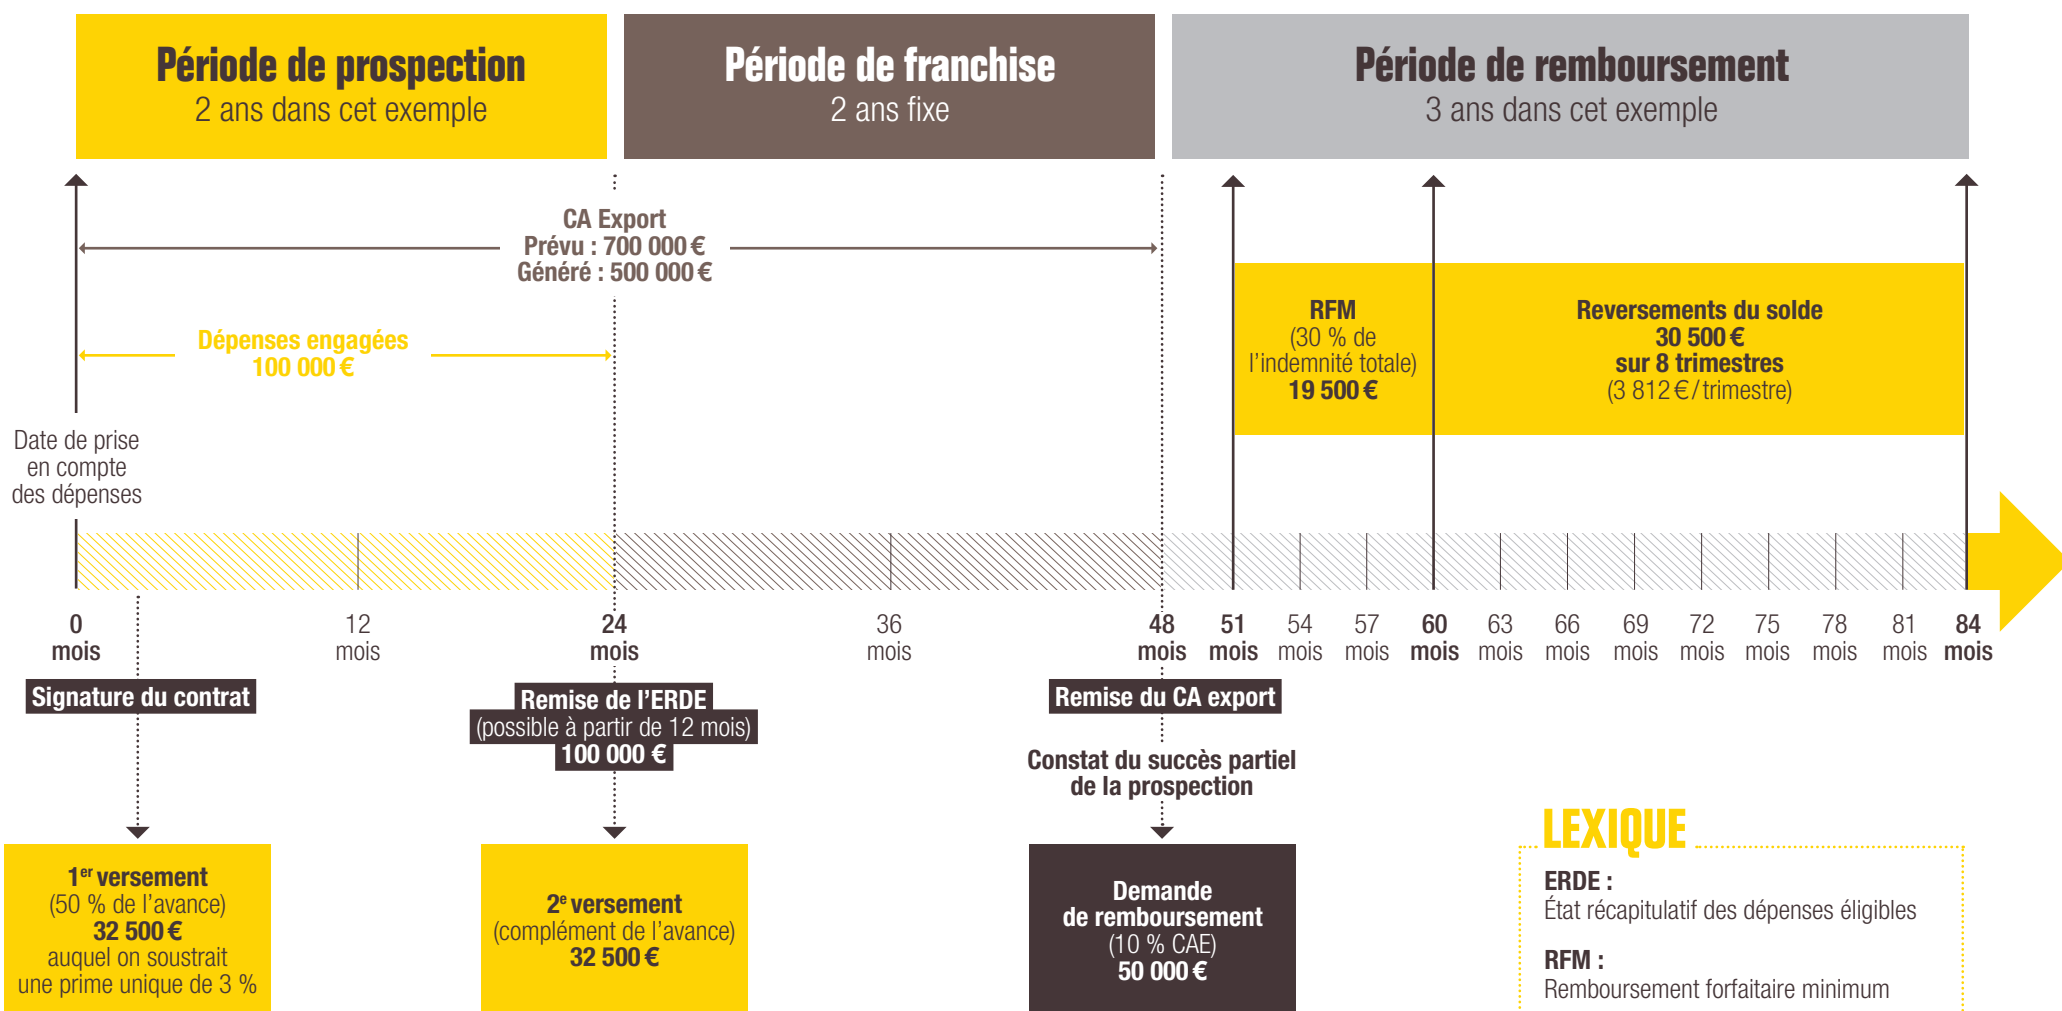 Période de prospection
2 ans dans cet exemple
Période de franchise
2 ans fixe
Période de remboursement
3 ans dans cet exemple
CA Export
Prévu : 700 000 €
Généré : 500 000 €
Dépenses engagées
100 000 €
RFM
(30 % de
l’indemnité totale)
19 500 €
Reversements du solde
30 500 €
sur 8 trimestres
(3 812 € / trimestre)
Date de prise
en compte
des dépenses
0
mois
12
mois
24
mois
36
mois
48
mois
51
mois
54
mois
57
mois
60
mois
63
mois
66
mois
69
mois
72
mois
75
mois
78
mois
81
mois
84
mois
Signature du contrat
Remise de l’ERDE
(possible à partir de 12 mois)
100 000 €
Remise du CA export
Constat du succès partiel
de la prospection
1er versement
(50 % de l’avance)
32 500 €
auquel on soustrait
une prime unique de 3 %
2e versement
(complément de l’avance)
32 500 €
Demande
de remboursement
(10 % CAE)
50 000 €
LEXIQUE
ERDE :
État récapitulatif des dépenses éligibles
RFM :
Remboursement forfaitaire minimum